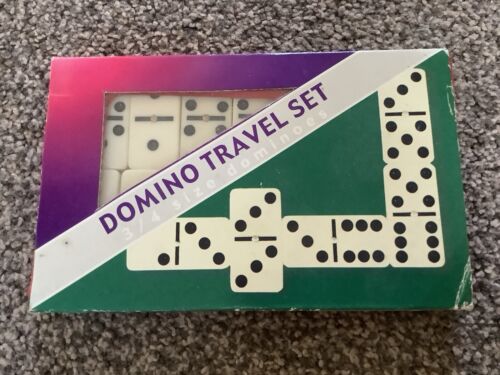 DOMINO TRAVEL SET
3/4 size dominoes